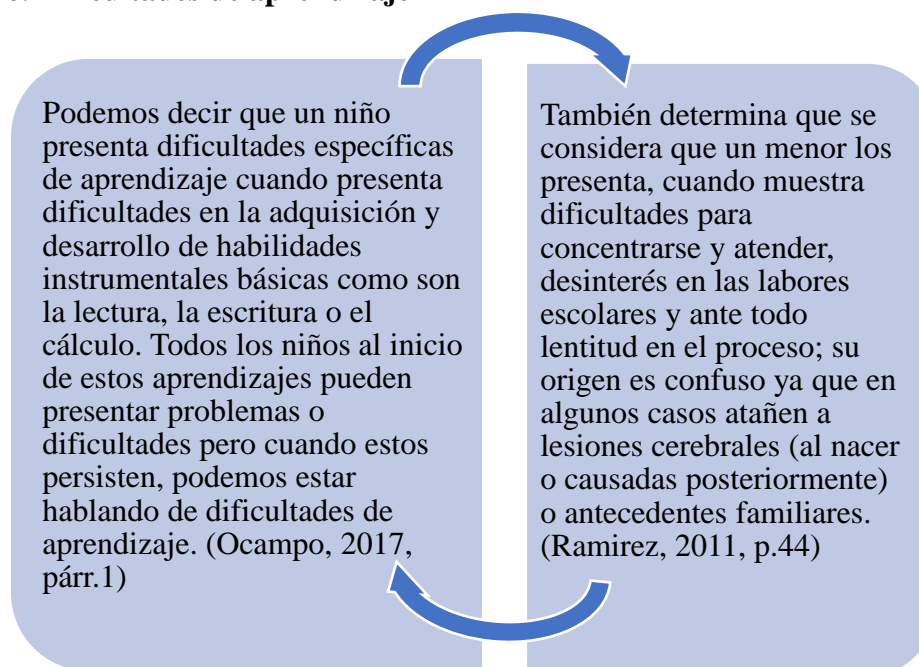 Podemos decir que un niño
presenta dificultades específicas
de aprendizaje cuando presenta
dificultades en la adquisición y
desarrollo de habilidades
instrumentales básicas como son
la lectura, la escritura o el
cálculo. Todos los niños al inicio
de estos aprendizajes pueden
presentar problemas o
dificultades pero cuando estos
persisten, podemos estar
hablando de dificultades de
aprendizaje. (Ocampo, 2017,
párr.1)
También determina que se
considera que un menor los
presenta, cuando muestra
dificultades para
concentrarse y atender,
desinterés en las labores
escolares y ante todo
lentitud en el proceso; su
origen es confuso ya que en
algunos casos atañen a
lesiones cerebrales (al nacer
o causadas posteriormente)
o antecedentes familiares.
(Ramirez, 2011, p.44)